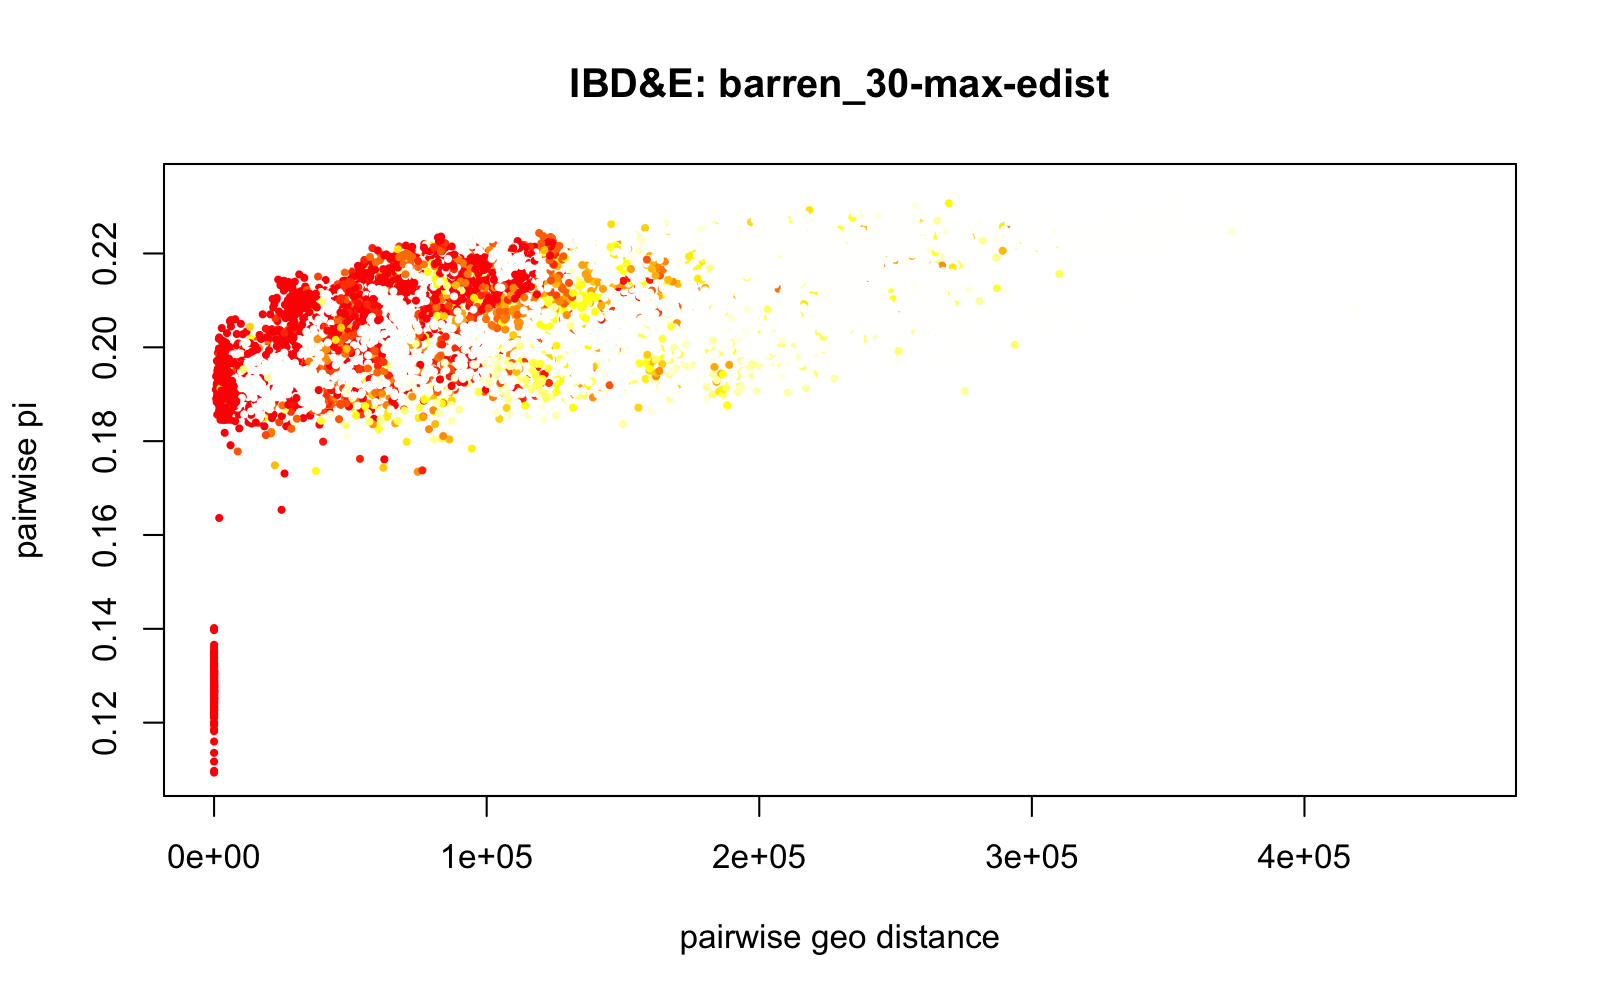 IBD&E: barren_30-max-edist
pairwise pi
0.22
0.20
0.18
0.16
0.14
0.12
0e+00 1e+05 2e+05 3e+05 4e+05
pairwise geo distance